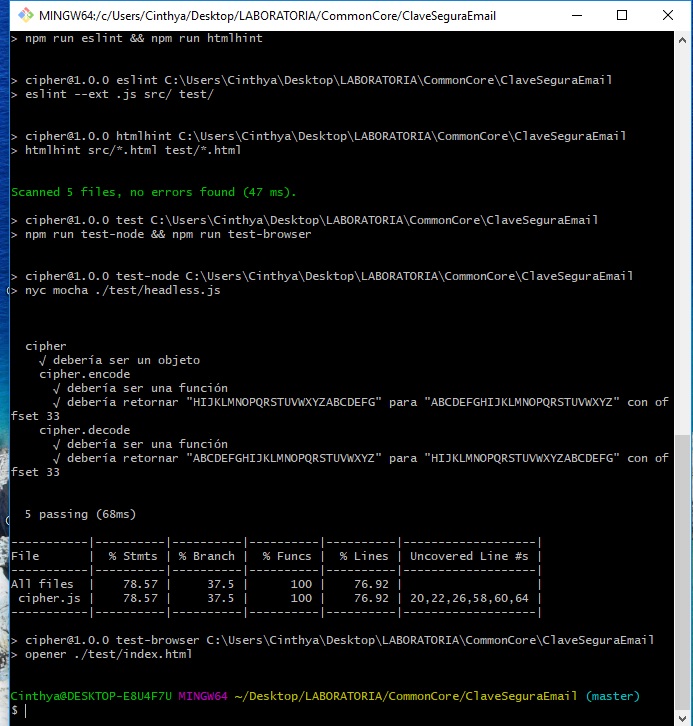 MINGW64:/c/Users/Cinthya/Desktop/LABORATORIA/CommonCore/ClaveSeguraEmail
> npm run eslint && npm run htmlhint
> cipher@1.0.0 eslint C:\Users\Cinthya\Desktop\LABORATORIA\CommonCore\ClaveSeguraEmail
> eslint --ext .js src/ test/
> cipher@1.0.0 htmlhint C:\Users\Cinthya\Desktop\LABORATORIA\CommonCore\ClaveSeguraEmail
> htmlhint src/*.html test/*.html
Scanned 5 files, no errors found (47 ms).
> cipher@1.0.0 test C:\Users\Cinthya\Desktop\LABORATORIA\CommonCore\ClaveSeguraEmail
> npm run test-node && npm run test-browser
> cipher@1.0.0 test-node C:\Users\Cinthya\Desktop\LABORATORIA\CommonCore\ClaveSeguraEmail
> nyc mocha ./test/headless.js
cipher
√ debería ser un objeto
cipher.encode
√ debería ser una función
√ debería retornar "HIJKLMNOPQRSTUVWXYZABCDEFG" para "ABCDEFGHIJKLMNOPQRSTUVWXYZ" con of
fset 33
cipher.decode
√ debería ser una función
√ debería retornar "ABCDEFGHIJKLMNOPQRSTUVWXYZ" para "HIJKLMNOPQRSTUVWXYZABCDEFG" con of
fset 33
5 passing (68ms)
-----------|----------|----------|----------|----------|-------------------|
File       |  % Stmts | % Branch |  % Funcs |  % Lines | Uncovered Line #s |
-----------|----------|----------|----------|----------|-------------------|
All files  |    78.57 |     37.5 |      100 |    76.92 |                   |
 cipher.js |    78.57 |     37.5 |      100 |    76.92 | 20,22,26,58,60,64 |
-----------|----------|----------|----------|----------|-------------------|
> cipher@1.0.0 test-browser C:\Users\Cinthya\Desktop\LABORATORIA\CommonCore\ClaveSeguraEmail
> opener ./test/index.html
Cinthya@DESKTOP-E8U4F7U MINGW64 ~/Desktop/LABORATORIA/CommonCore/ClaveSeguraEmail (master)
$